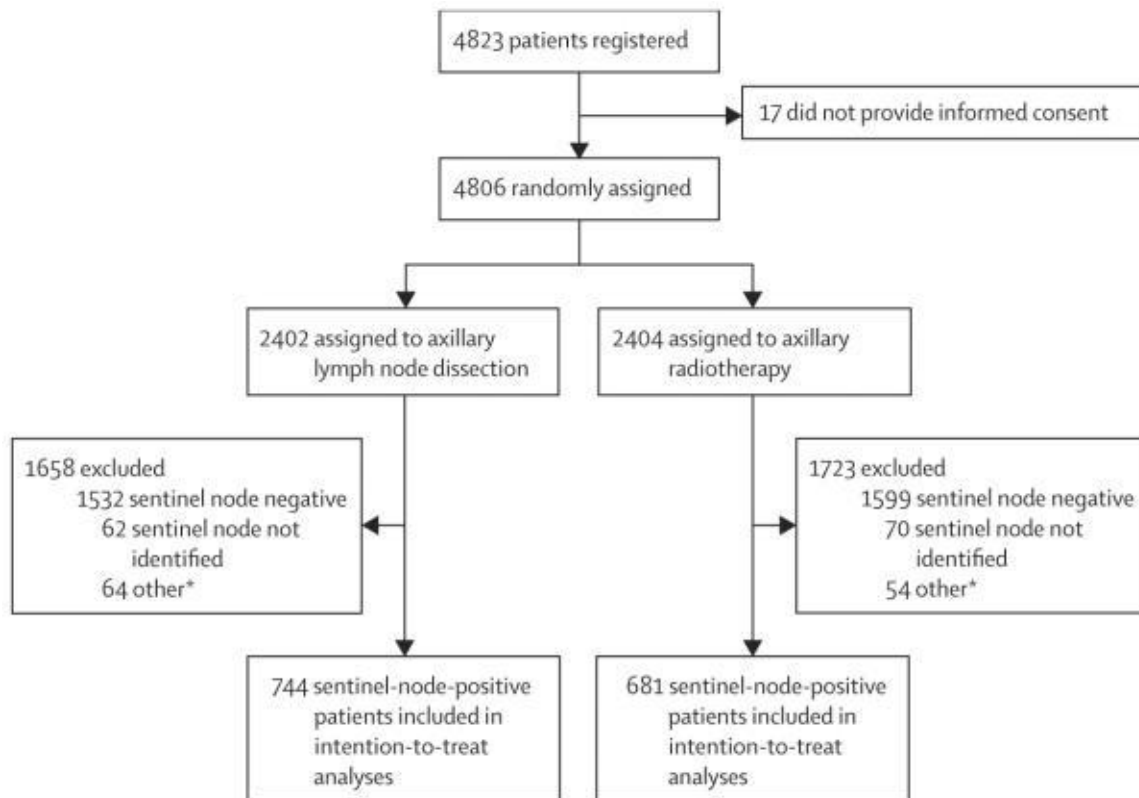 4823 patients registered
17 did not provide informed consent
4806 randomly assigned
2402 assigned to axillary
lymph node dissection
2404 assigned to axillary
radiotherapy
1658 excluded
1532 sentinel node negative
62 sentinel node not
identified
64 other*
1723 excluded
1599 sentinel node negative
70 sentinel node not
identified
54 other*
744 sentinel-node-positive
patients included in
intention-to-treat
analyses
681 sentinel-node-positive
patients included in
intention-to-treat
analyses